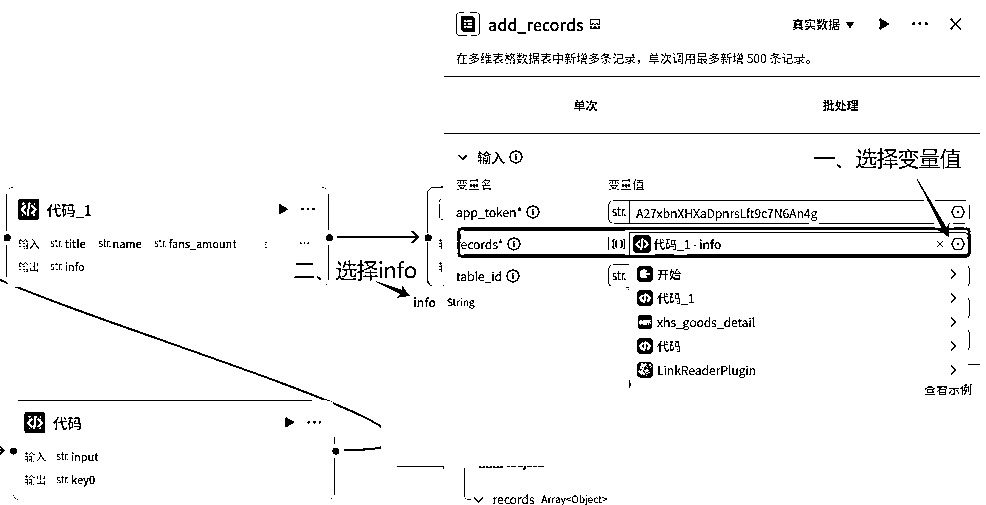 add_records
真实数据
在多维表格数据表中新增多条记录，单次调用最多新增 500 条记录。
单次 批处理
输入
一、选择变量值
变量名 变量值
app_token* str. A27xbnXHXaDpnrsLft9c7N6An4g
records* 代码_1 - info
table_id str.
开始
代码_1
xhs_goods_detail
代码
LinkReaderPlugin
查看示例
代码_1
输入 str. title str. name str. fans_amount
输出 str. info
二、选择info
info String
代码
输入 str. input
输出 str. key0
records Array<Object>